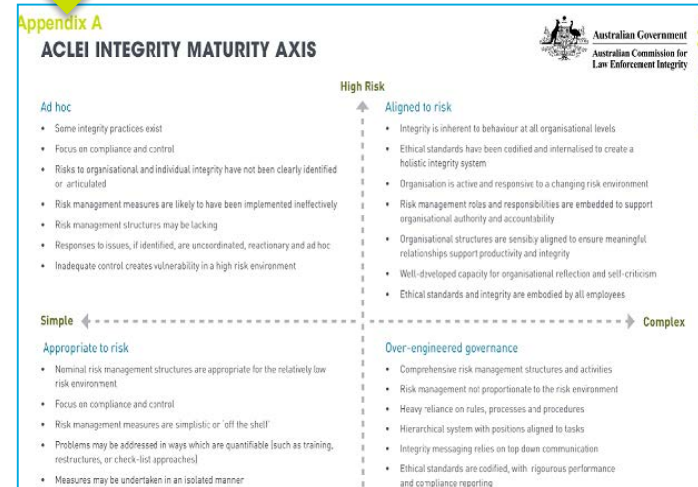 Appendix A
ACLEI INTEGRITY MATURITY AXIS
Australian Government
Australian Commission for
Law Enforcement Integrity
High Risk
Ad hoc
• Some integrity practices exist
• Focus on compliance and control
• Risks to organisational and individual integrity have not been clearly identified
or articulated
• Risk management measures are likely to have been implemented ineffectively
• Risk management structures may be lacking
• Responses to issues, if identified, are uncoordinated, reactionary and ad hoc
• Inadequate control creates vulnerability in a high risk environment
Aligned to risk
• Integrity is inherent to behaviour at all organisational levels
• Ethical standards have been codified and internalised to create a
holistic integrity system
• Organisation is active and responsive to a changing risk environment
• Risk management roles and responsibilities are embedded to support
organisational authority and accountability
• Organisational structures are sensibly aligned to ensure meaningful
relationships support productivity and integrity
• Well-developed capacity for organisational reflection and self-criticism
• Ethical standards and integrity are embodied by all employees
Simple
Complex
Appropriate to risk
• Nominal risk management structures are appropriate for the relatively low
risk environment
• Focus on compliance and control
• Risk management measures are simplistic or 'off the shelf'
• Problems may be addressed in ways which are quantifiable (such as training,
restructures, or check-list approaches)
• Measures may be undertaken in an isolated manner
Over-engineered governance
• Comprehensive risk management structures and activities
• Risk management not proportionate to the risk environment
• Heavy reliance on rules, processes and procedures
• Hierarchical system with positions aligned to tasks
• Integrity messaging relies on top down communication
• Ethical standards are codified, with rigourous performance
and compliance reporting